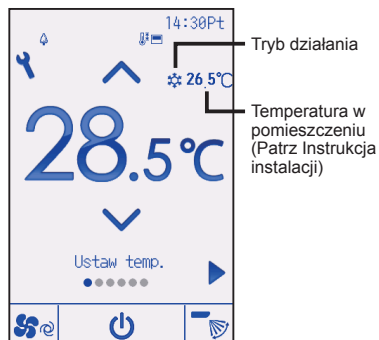 14:30Pt
Tryb działania
26.5°C
28.5°C
Temperatura w
pomieszczeniu
(Patrz Instrukcja
instalacji)
Ustaw temp.